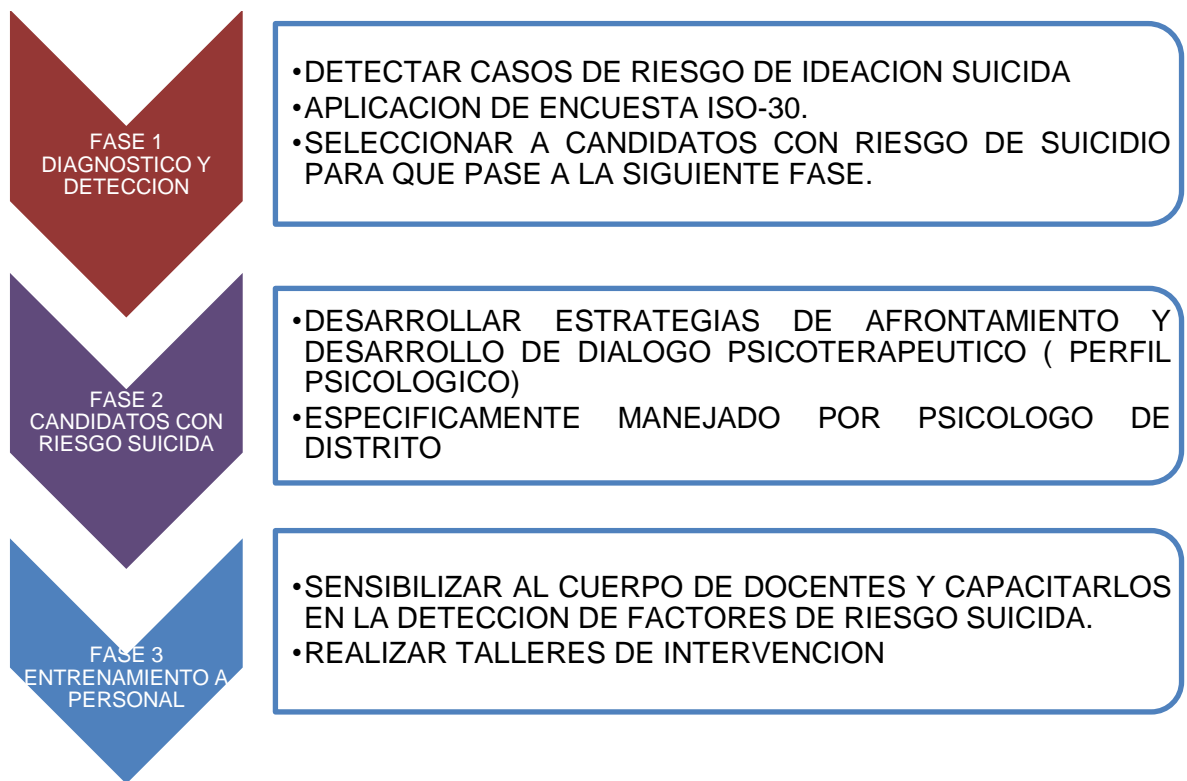 FASE 1
DIAGNOSTICO Y
DETECCION
•DETECTAR CASOS DE RIESGO DE IDEACION SUICIDA
•APLICACION DE ENCUESTA ISO-30.
•SELECCIONAR A CANDIDATOS CON RIESGO DE SUICIDIO
PARA QUE PASE A LA SIGUIENTE FASE.
FASE 2
CANDIDATOS CON
RIESGO SUICIDA
•DESARROLLAR ESTRATEGIAS DE AFRONTAMIENTO Y
DESARROLLO DE DIALOGO PSICOTERAPEUTICO ( PERFIL
PSICOLOGICO)
•ESPECIFICAMENTE MANEJADO POR PSICOLOGO DE
DISTRITO
FASE 3
ENTRENAMIENTO A
PERSONAL
•SENSIBILIZAR AL CUERPO DE DOCENTES Y CAPACITARLOS
EN LA DETECCION DE FACTORES DE RIESGO SUICIDA.
•REALIZAR TALLERES DE INTERVENCION